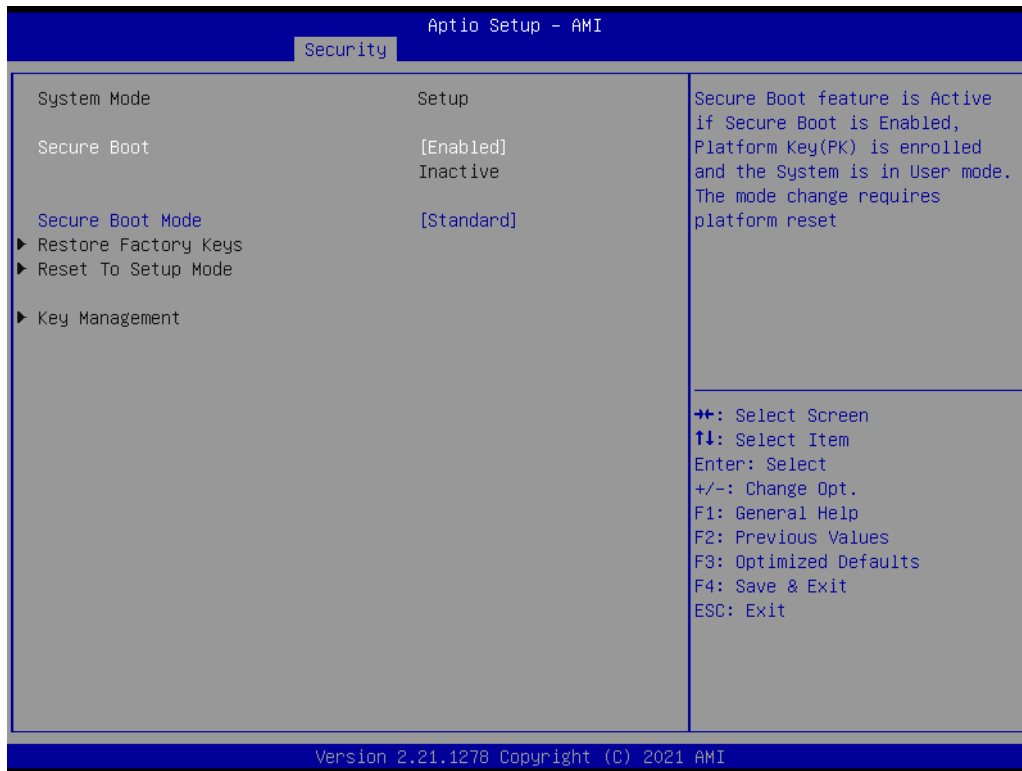 Aptio Setup – AMI
Security
System Mode Setup
Secure Boot [Enabled]
Inactive
Secure Boot Mode [Standard]
▶ Restore Factory Keys
▶ Reset To Setup Mode
▶ Key Management
Secure Boot feature is Active
if Secure Boot is Enabled,
Platform Key(PK) is enrolled
and the System is in User mode.
The mode change requires
platform reset
→←: Select Screen
↑↓: Select Item
Enter: Select
+/-: Change Opt.
F1: General Help
F2: Previous Values
F3: Optimized Defaults
F4: Save & Exit
ESC: Exit
Version 2.21.1278 Copyright (C) 2021 AMI